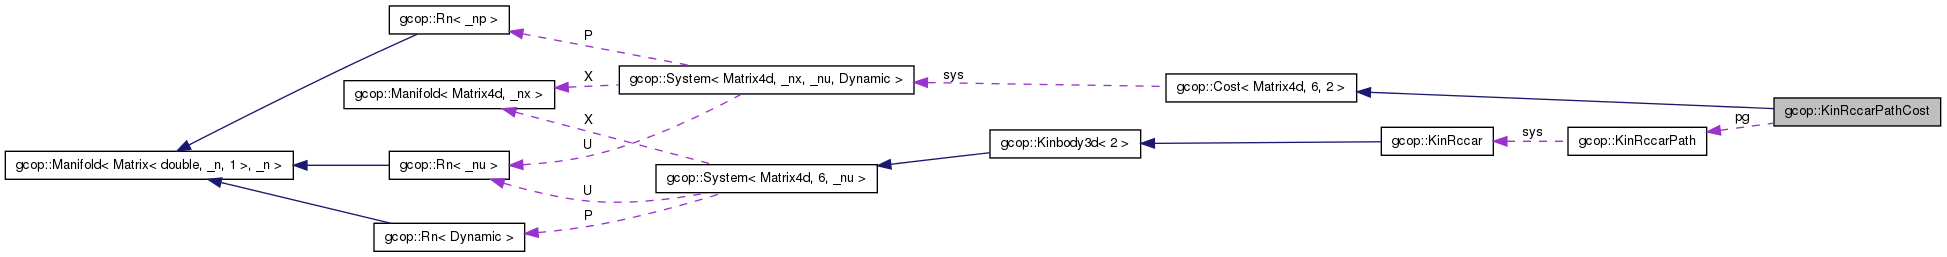 gcop::Rn< _np >
P
gcop::System< Matrix4d, _nx, _nu, Dynamic >
sys
X
gcop::Manifold< Matrix4d, _nx >
gcop::Cost< Matrix4d, 6, 2 >
gcop::KinRccarPathCost
X
pg
sys
U
gcop::Kinbody3d< 2 >
gcop::KinRccar
gcop::KinRccarPath
gcop::Manifold< Matrix< double, _n, 1 >, _n >
gcop::Rn< _nu >
gcop::System< Matrix4d, 6, _nu >
U
P
gcop::Rn< Dynamic >